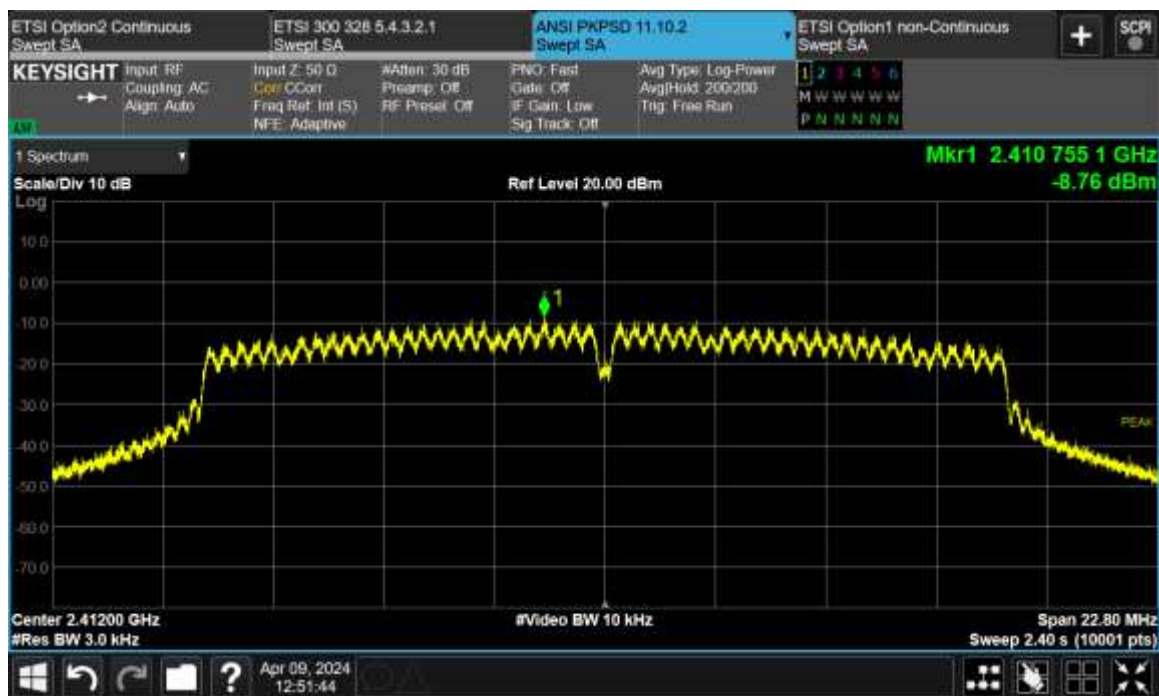 ETSI Option2 Continuous
Swept SA
ETSI 300 328 5.4.3.2.1
Swept SA
ANSI PKPSD 11.10.2
Swept SA
ETSI Option1 non-Continuous
Swept SA
+
SCPI
KEYSIGHT
Input: RF
Coupling: AC
Align: Auto
Input Z: 50 Ω
Corr CCorr
Freq Ref: Int (S)
NFE: Adaptive
#Atten: 30 dB
Preamp: Off
RF Presel: Off
PNO: Fast
Gate: Off
IF Gain: Low
Sig Track: Off
Avg Type: Log-Power
Avg|Hold: 200/200
Trig: Free Run
1 2 3 4 5 6
M W W W W W
P N N N N N
1 Spectrum
Mkr1 2.410 755 1 GHz
Scale/Div 10 dB
Ref Level 20.00 dBm
-8.76 dBm
Log
10.0
0.00
1
-10.0
-20.0
-30.0
PEAK
-40.0
-50.0
-60.0
-70.0
Center 2.41200 GHz
#Video BW 10 kHz
Span 22.80 MHz
#Res BW 3.0 kHz
Sweep 2.40 s (10001 pts)
?
Apr 09, 2024
12:51:44